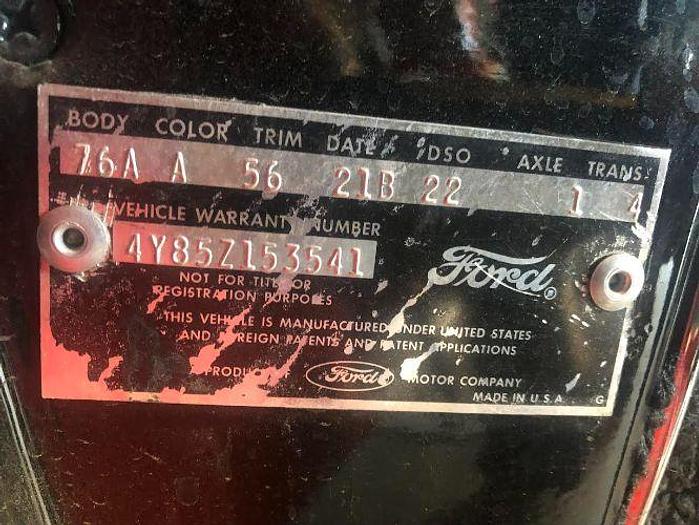 BODY COLOR TRIM DATE DSO AXLE TRANS
76A A 56 21B 22 1 4
VEHICLE WARRANTY NUMBER
4Y85Z153541
Ford
NOT FOR TITLE OR
REGISTRATION PURPOSES
THIS VEHICLE IS MANUFACTURED UNDER UNITED STATES
AND FOREIGN PATENTS AND PATENT APPLICATIONS
PRODUCT OF Ford MOTOR COMPANY
MADE IN U.S.A. G